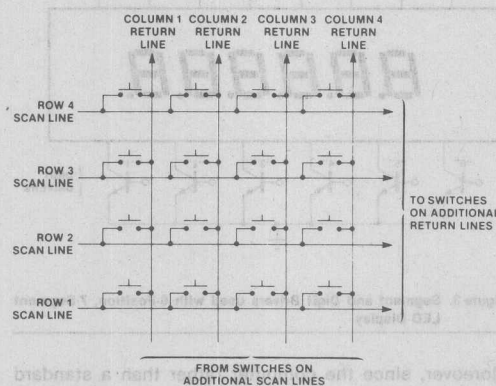 COLUMN 1 COLUMN 2 COLUMN 3 COLUMN 4
RETURN RETURN RETURN RETURN
LINE LINE LINE LINE
ROW 4
SCAN LINE
ROW 3
SCAN LINE
TO SWITCHES
ON ADDITIONAL
RETURN LINES
ROW 2
SCAN LINE
ROW 1
SCAN LINE
FROM SWITCHES ON
ADDITIONAL SCAN LINES